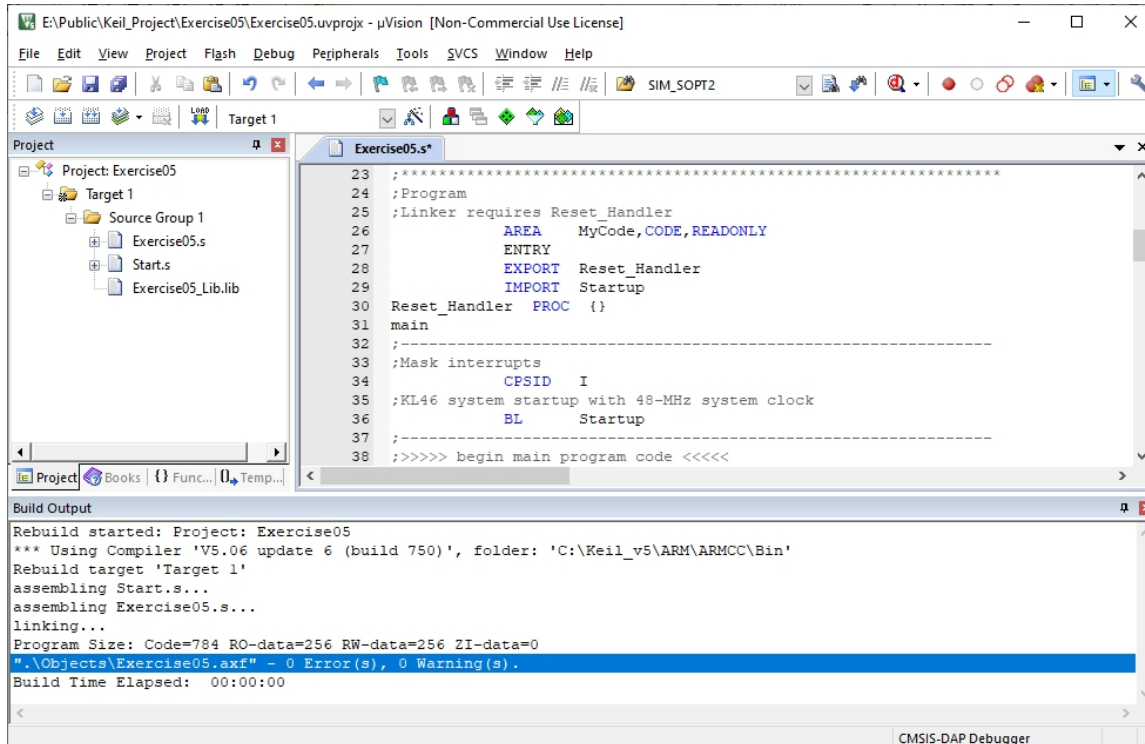 E:\Public\Keil_Project\Exercise05\Exercise05.uvprojx - µVision [Non-Commercial Use License]
File Edit View Project Flash Debug Peripherals Tools SVCS Window Help
SIM_SOPT2
LOAD Target 1
Project
Project: Exercise05
Target 1
Source Group 1
Exercise05.s
Start.s
Exercise05_Lib.lib
Project Books {} Func... Temp...
Exercise05.s*
23 ;****************************************************************
24 ;Program
25 ;Linker requires Reset_Handler
26 AREA MyCode,CODE,READONLY
27 ENTRY
28 EXPORT Reset_Handler
29 IMPORT Startup
30 Reset_Handler PROC {}
31 main
32 ;---------------------------------------------------------------
33 ;Mask interrupts
34 CPSID I
35 ;KL46 system startup with 48-MHz system clock
36 BL Startup
37 ;---------------------------------------------------------------
38 ;>>>>> begin main program code <<<<<
Build Output
Rebuild started: Project: Exercise05
*** Using Compiler 'V5.06 update 6 (build 750)', folder: 'C:\Keil_v5\ARM\ARMCC\Bin'
Rebuild target 'Target 1'
assembling Start.s...
assembling Exercise05.s...
linking...
Program Size: Code=784 RO-data=256 RW-data=256 ZI-data=0
".\Objects\Exercise05.axf" - 0 Error(s), 0 Warning(s).
Build Time Elapsed:  00:00:00
CMSIS-DAP Debugger